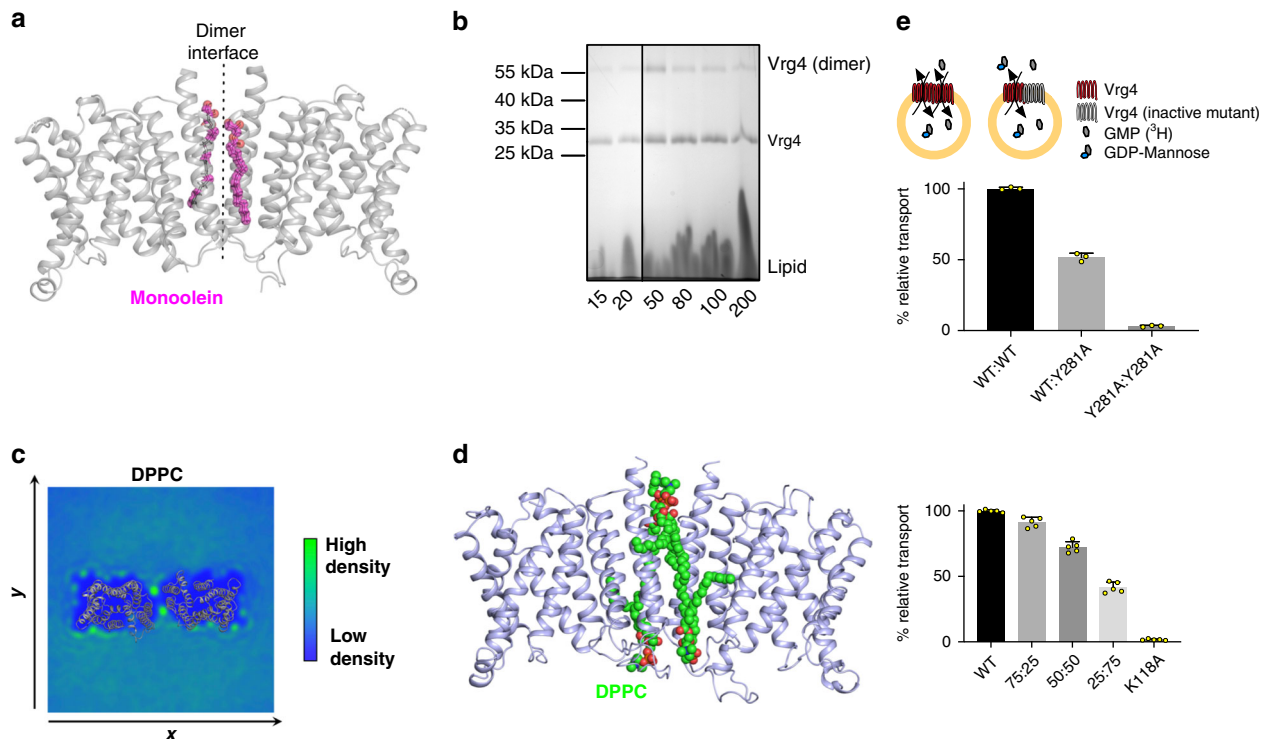 a
Dimer
interface
Monoolein
b
55 kDa
40 kDa
35 kDa
25 kDa
Vrg4 (dimer)
Vrg4
Lipid
15
20
50
80
100
200
e
Vrg4
Vrg4 (inactive mutant)
GMP (³H)
GDP-Mannose
% relative transport
100
50
0
WT:WT
WT:Y281A
Y281A:Y281A
c
DPPC
y
x
High
density
Low
density
d
DPPC
% relative transport
100
50
0
WT
75:25
50:50
25:75
K118A